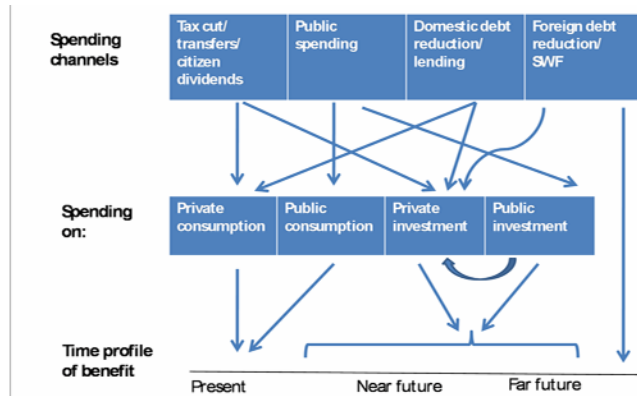 Spending
channels
Tax cut/
transfers/
citizen
dividends
Public
spending
Domestic debt
reduction/
lending
Foreign debt
reduction/
SWF
Spending
on:
Private
consumption
Public
consumption
Private
investment
Public
investment
Time profile
of benefit
Present
Near future
Far future